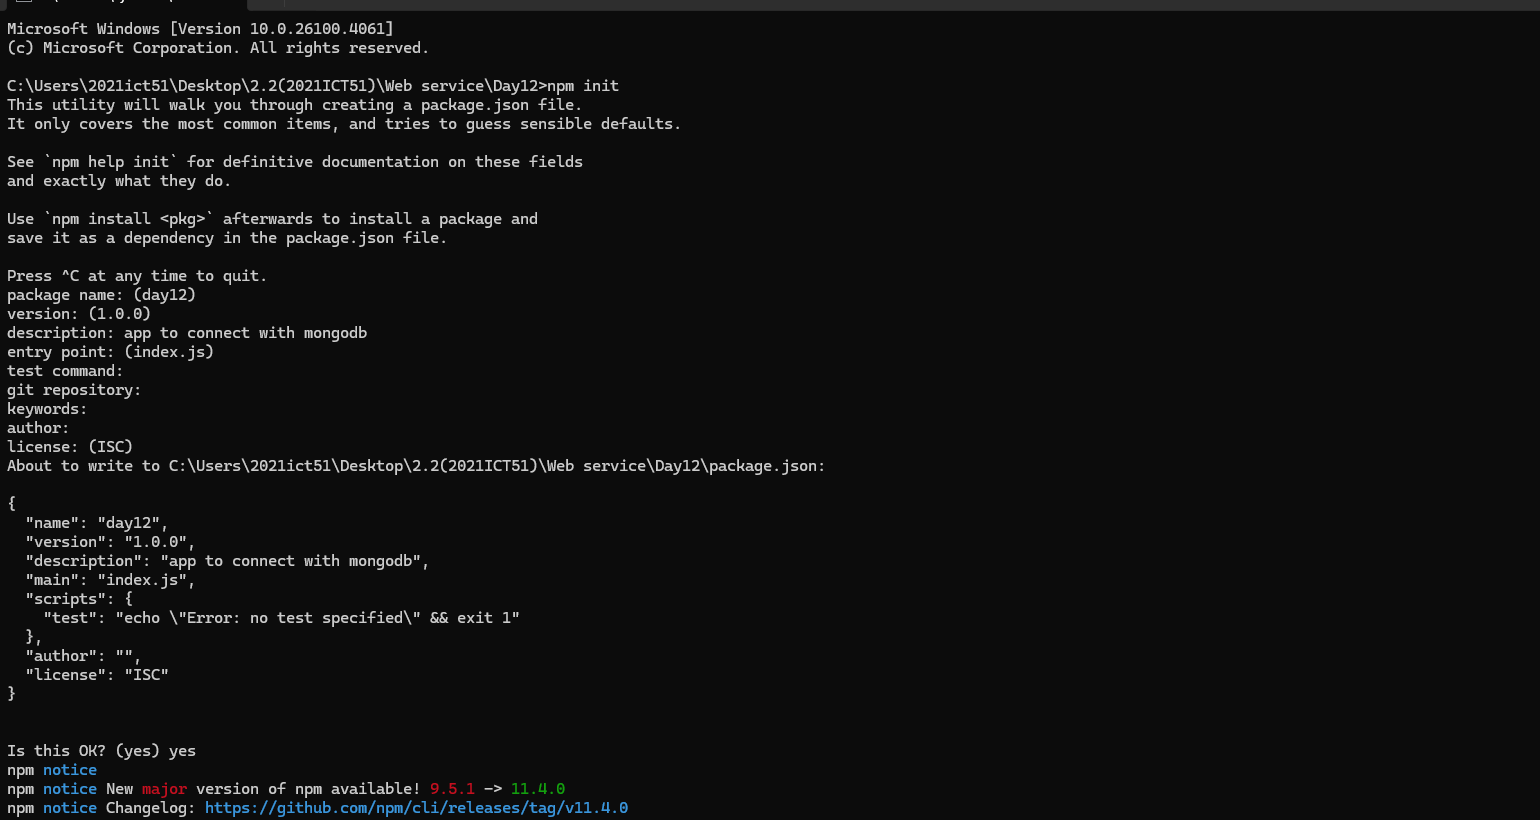 Microsoft Windows [Version 10.0.26100.4061]
(c) Microsoft Corporation. All rights reserved.
C:\Users\2021ict51\Desktop\2.2(2021ICT51)\Web service\Day12>npm init
This utility will walk you through creating a package.json file.
It only covers the most common items, and tries to guess sensible defaults.
See `npm help init` for definitive documentation on these fields
and exactly what they do.
Use `npm install <pkg>` afterwards to install a package and
save it as a dependency in the package.json file.
Press ^C at any time to quit.
package name: (day12)
version: (1.0.0)
description: app to connect with mongodb
entry point: (index.js)
test command:
git repository:
keywords:
author:
license: (ISC)
About to write to C:\Users\2021ict51\Desktop\2.2(2021ICT51)\Web service\Day12\package.json:
{
  "name": "day12",
  "version": "1.0.0",
  "description": "app to connect with mongodb",
  "main": "index.js",
  "scripts": {
    "test": "echo \"Error: no test specified\" && exit 1"
  },
  "author": "",
  "license": "ISC"
}
Is this OK? (yes) yes
npm notice
npm notice New major version of npm available! 9.5.1 -> 11.4.0
npm notice Changelog: https://github.com/npm/cli/releases/tag/v11.4.0